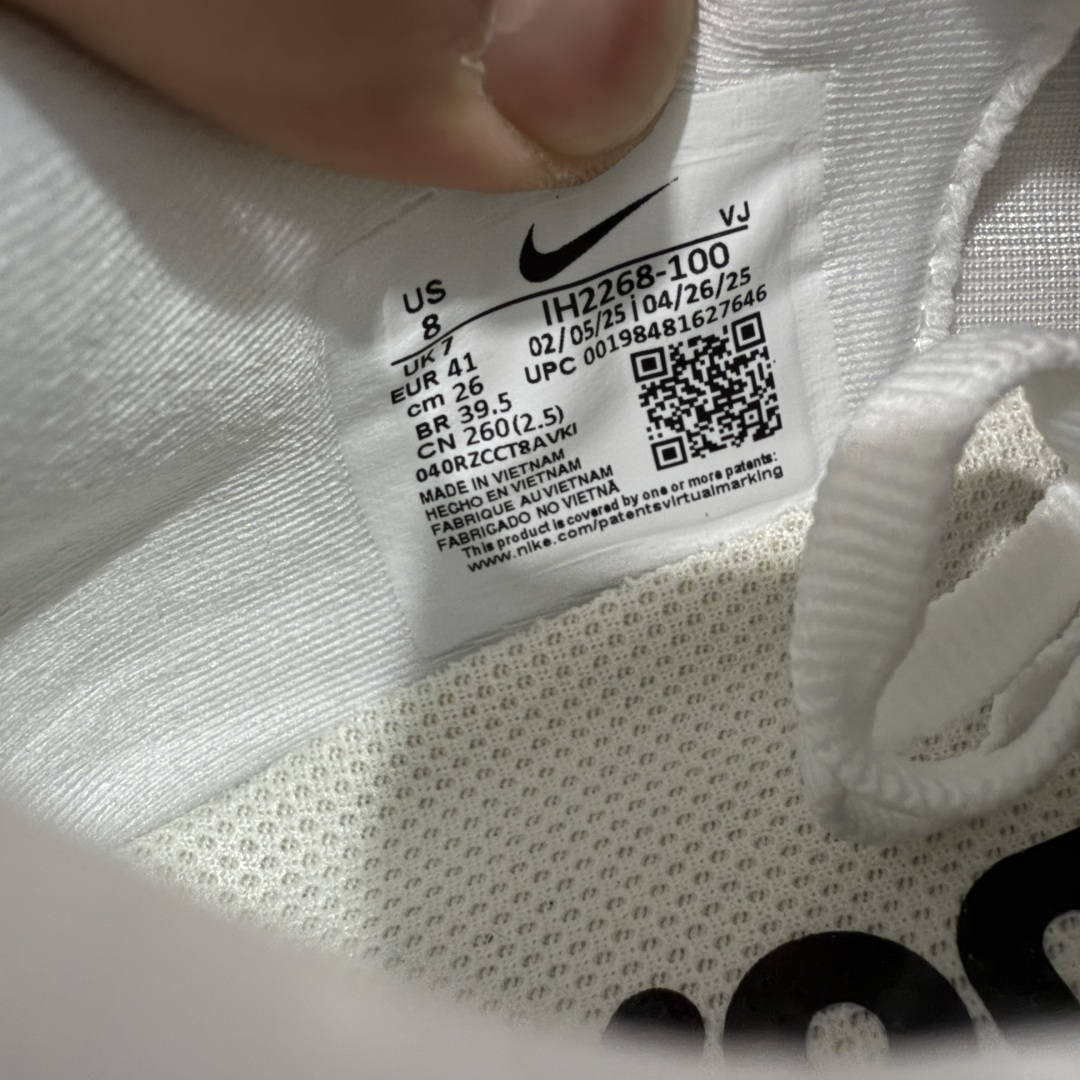 US
8
VJ
IH2268-100
02/05/25 | 04/26/25
UPC 00198481627646
UK 7
EUR 41
cm 26
BR 39.5
CN 260(2.5)
040RZCCT8AVKI
MADE IN VIETNAM
HECHO EN VIETNAM
FABRIQUE AU VIETNAM
FABRICADO NO VIETNÃ
This product is covered by one or more patents:
www.nike.com/patentsvirtualmarking